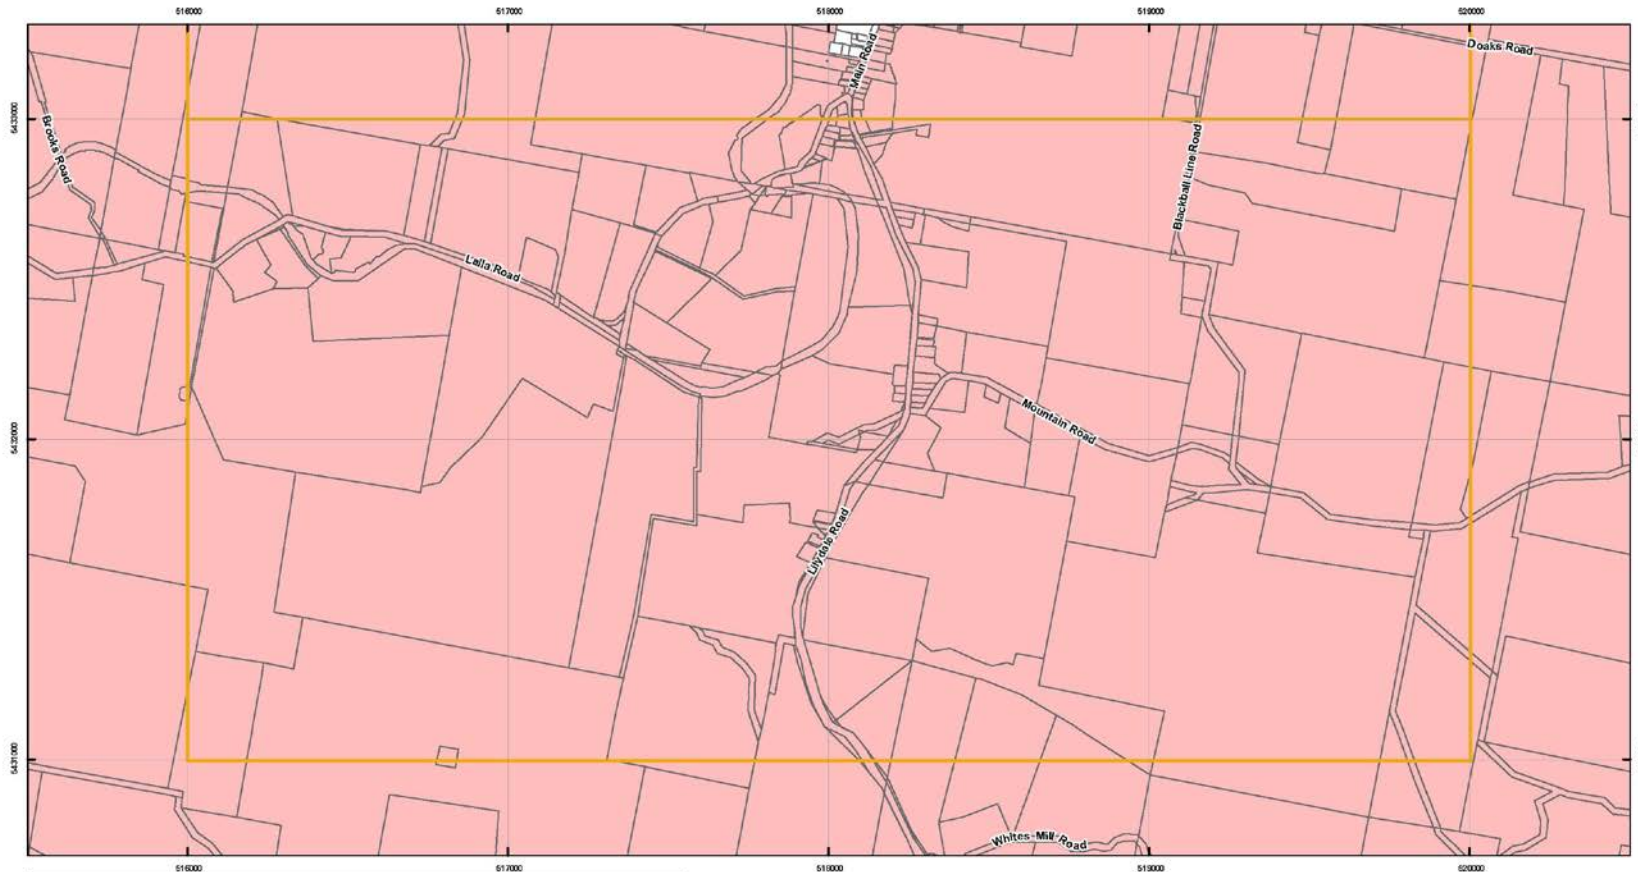 516000 517000 518000 519000 520000
Main Road
Doaks Road
5433000
Brooks Road
Blackball Line Road
Lalla Road
Mountain Road
5432000
Lilydale Road
5431000
Whites Mill Road
516000 517000 518000 519000 520000